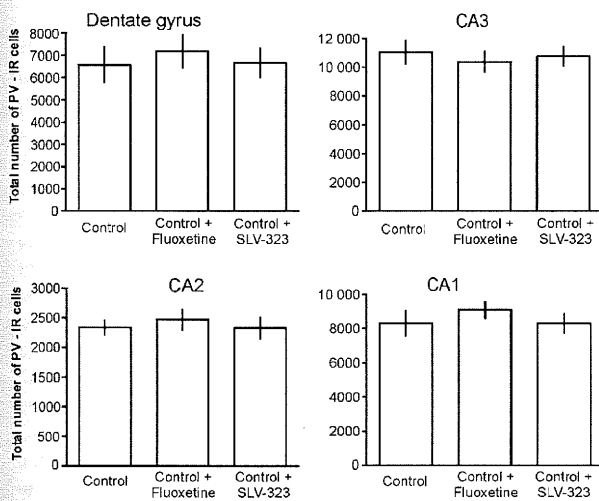 Dentate gyrus
Total number of PV - IR cells
8000
7000
6000
5000
4000
3000
2000
1000
0
Control
Control +
Fluoxetine
Control +
SLV-323
CA3
12 000
10 000
8000
6000
4000
2000
0
Control
Control +
Fluoxetine
Control +
SLV-323
CA2
Total number of PV - IR cells
3000
2500
2000
1500
1000
500
0
Control
Control +
Fluoxetine
Control +
SLV-323
CA1
10 000
8000
6000
4000
2000
0
Control
Control +
Fluoxetine
Control +
SLV-323